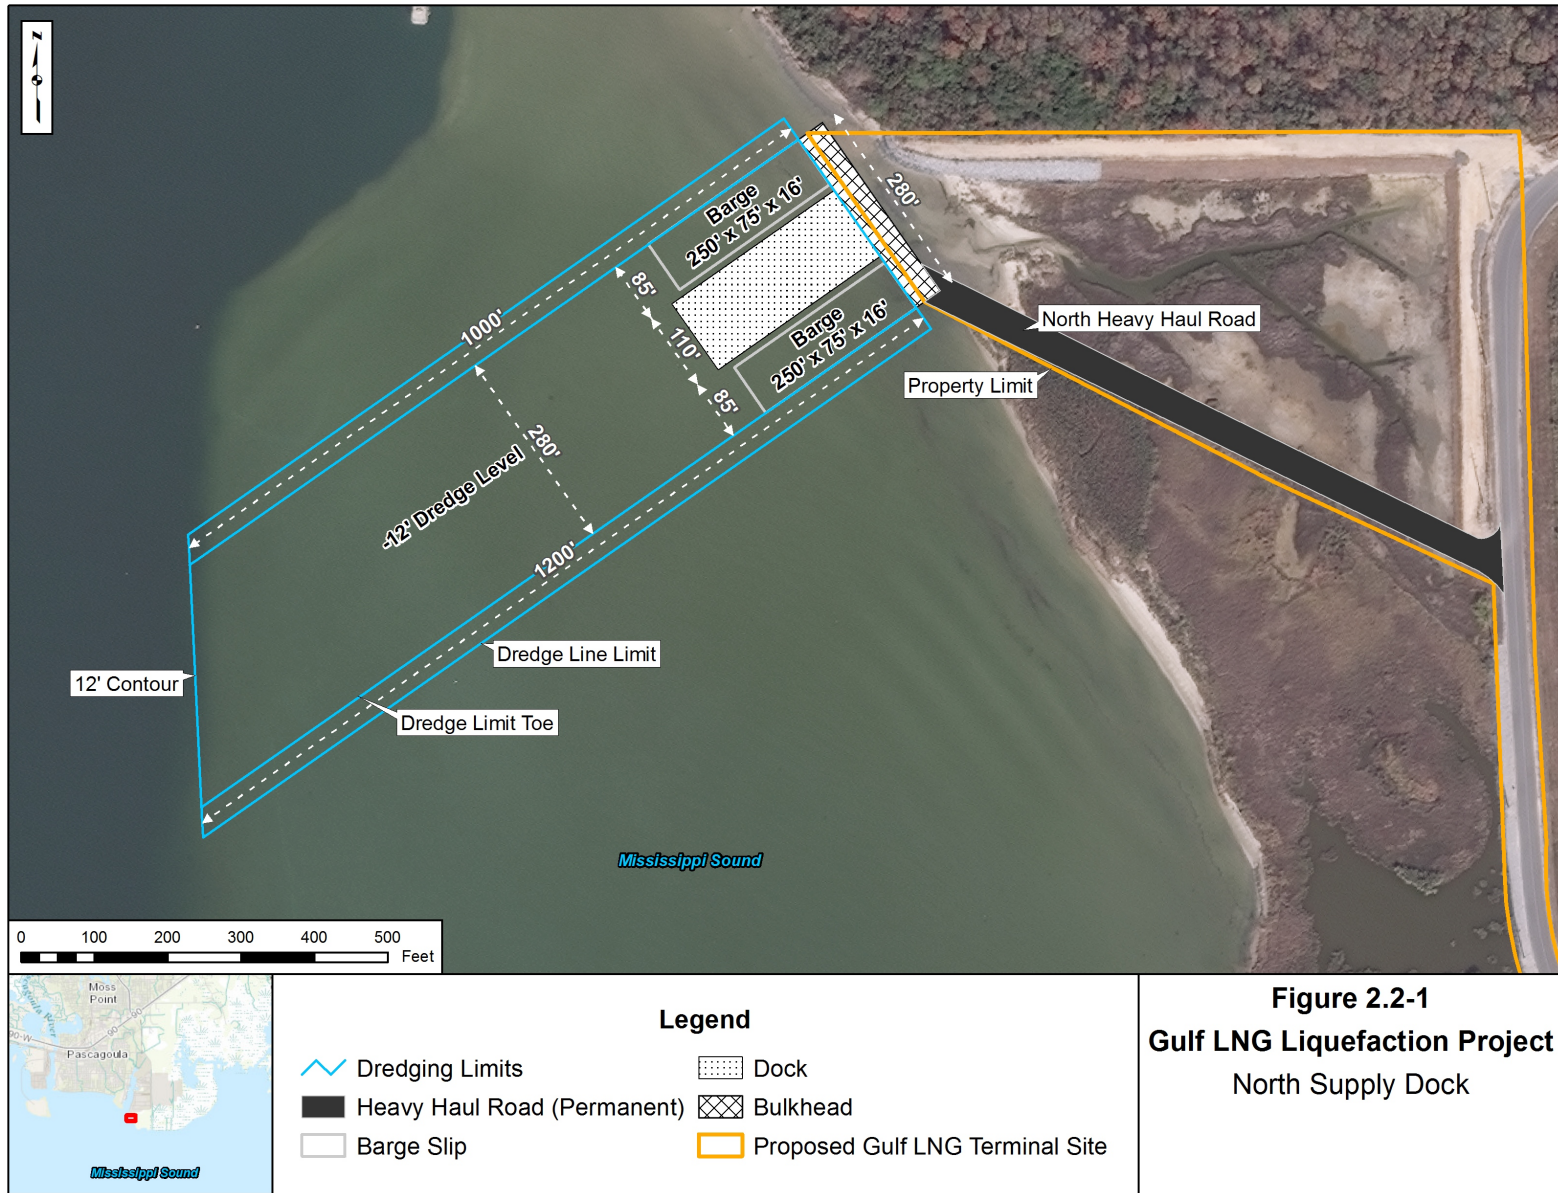 N
280'
Barge
250' x 75' x 16'
85'
110'
85'
Barge
250' x 75' x 16'
1000'
North Heavy Haul Road
Property Limit
280'
-12' Dredge Level
1200'
Dredge Line Limit
12' Contour
Dredge Limit Toe
Mississippi Sound
0 100 200 300 400 500
Feet
Moss
Point
90
90
90-W
Pascagoula
Mississippi Sound
Legend
Dredging Limits
Heavy Haul Road (Permanent)
Barge Slip
Dock
Bulkhead
Proposed Gulf LNG Terminal Site
Figure 2.2-1
Gulf LNG Liquefaction Project
North Supply Dock